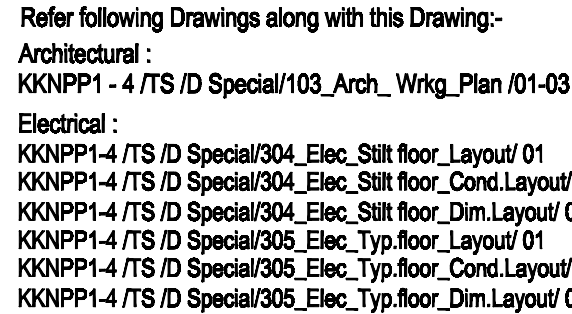 Refer following Drawings along with this Drawing:-
Architectural :
KKNPP1 - 4 /TS /D Special/103_Arch_ Wrkg_Plan /01-03
Electrical :
KKNPP1-4 /TS /D Special/304_Elec_Stilt floor_Layout/ 01
KKNPP1-4 /TS /D Special/304_Elec_Stilt floor_Cond.Layout/
KKNPP1-4 /TS /D Special/304_Elec_Stilt floor_Dim.Layout/
KKNPP1-4 /TS /D Special/305_Elec_Typ.floor_Layout/ 01
KKNPP1-4 /TS /D Special/305_Elec_Typ.floor_Cond.Layout/
KKNPP1-4 /TS /D Special/305_Elec_Typ.floor_Dim.Layout/